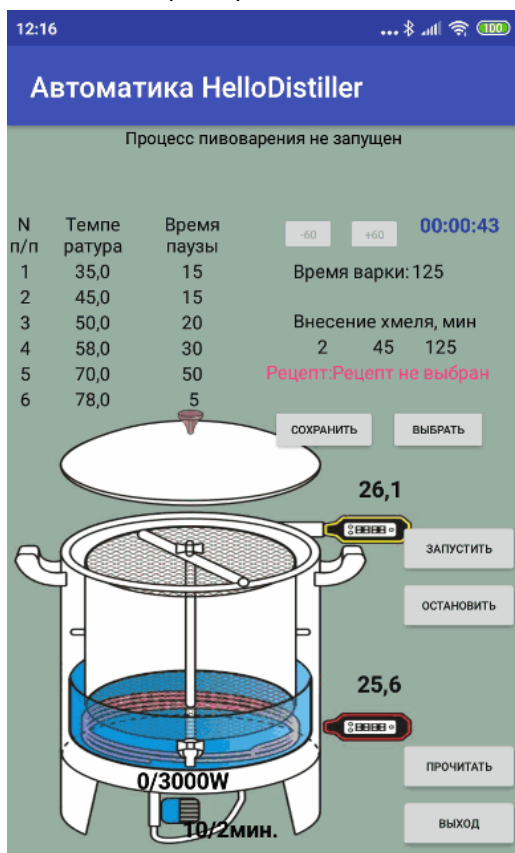 12:16 100
Автоматика HelloDistiller
Процесс пивоварения не запущен
N п/п Темпе ратура Время паузы
-60 +60 00:00:43
1 35,0 15 Время варки: 125
2 45,0 15
3 50,0 20 Внесение хмеля, мин
4 58,0 30 2 45 125
5 70,0 50 Рецепт:Рецепт не выбран
6 78,0 5
СОХРАНИТЬ ВЫБРАТЬ
26,1
ЗАПУСТИТЬ
ОСТАНОВИТЬ
25,6
ПРОЧИТАТЬ
0/3000W
10/2мин.
ВЫХОД